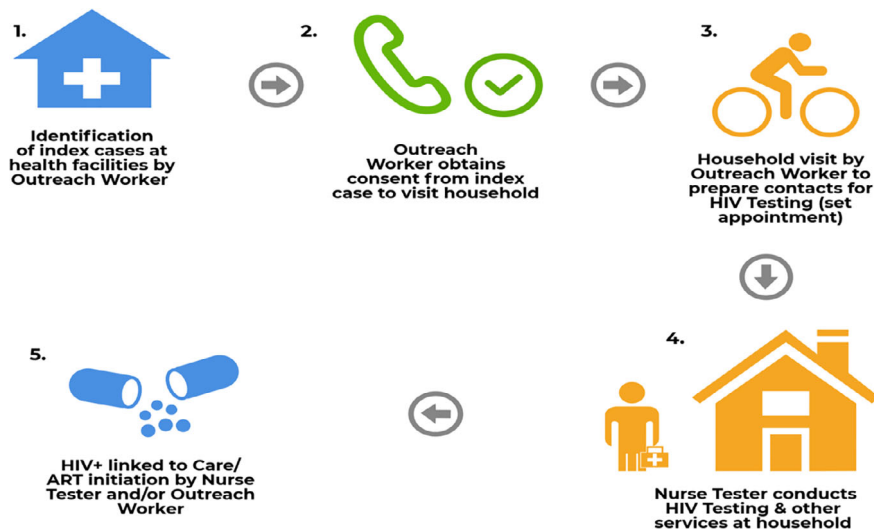 1.
Identification
of index cases at
health facilities by
Outreach Worker
2.
Outreach
Worker obtains
consent from index
case to visit household
3.
Household visit by
Outreach Worker to
prepare contacts for
HIV Testing (set
appointment)
4.
Nurse Tester conducts
HIV Testing & other
services at household
5.
HIV+ linked to Care/
ART initiation by Nurse
Tester and/or Outreach
Worker